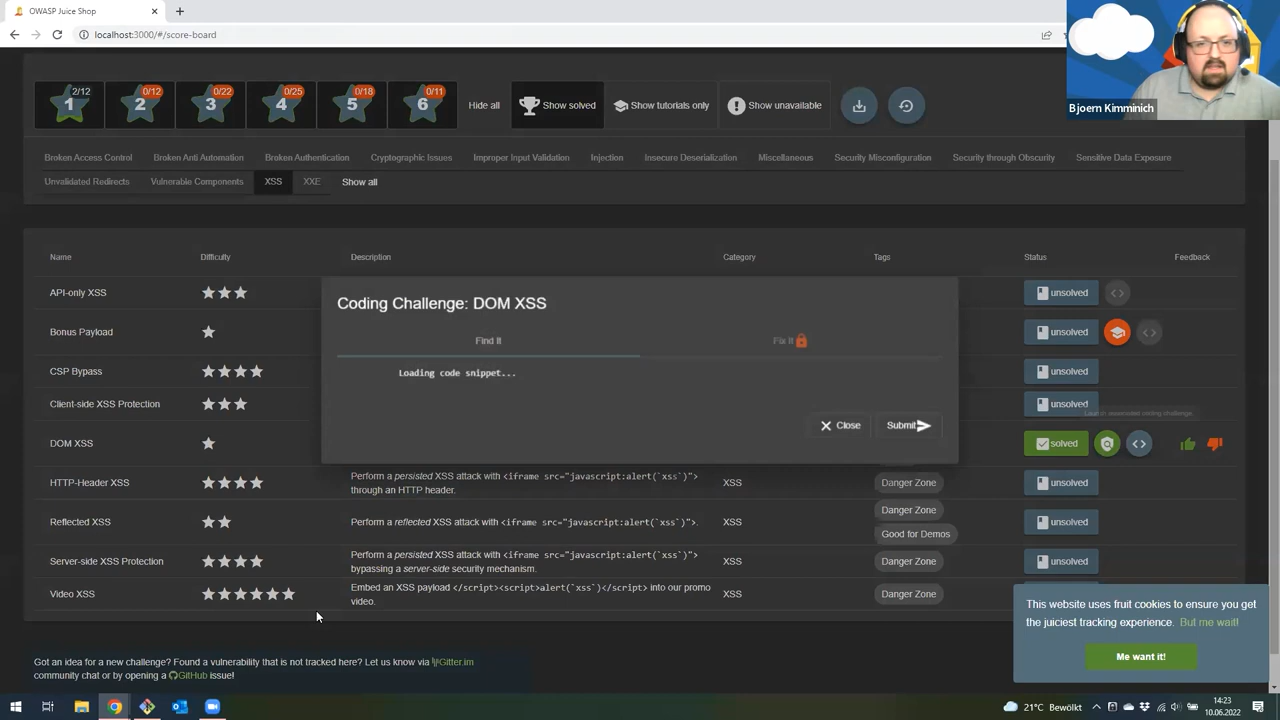 OWASP Juice Shop
localhost:3000/#/score-board
Bjoern Kimminich
1 2/12 2 0/12 3 0/22 4 0/25 5 0/18 6 0/11 Hide all Show solved Show tutorials only Show unavailable
Broken Access Control Broken Anti Automation Broken Authentication Cryptographic Issues Improper Input Validation Injection Insecure Deserialization Miscellaneous Security Misconfiguration Security through Obscurity Sensitive Data Exposure
Unvalidated Redirects Vulnerable Components XSS XXE Show all
Name Difficulty Description Category Tags Status Feedback
API-only XSS unsolved <>
Coding Challenge: DOM XSS
Bonus Payload unsolved <>
Find It Fix It
CSP Bypass unsolved
Loading code snippet...
Client-side XSS Protection unsolved
Launch associated coding challenge.
Close Submit
DOM XSS solved <>
HTTP-Header XSS Perform a persisted XSS attack with <iframe src="javascript:alert(`xss`)"> XSS Danger Zone unsolved
through an HTTP header.
Reflected XSS Perform a reflected XSS attack with <iframe src="javascript:alert(`xss`)">. XSS Danger Zone unsolved
Good for Demos
Server-side XSS Protection Perform a persisted XSS attack with <iframe src="javascript:alert(`xss`)"> XSS Danger Zone unsolved
bypassing a server-side security mechanism.
Video XSS Embed an XSS payload </script><script>alert(`xss`)</script> into our promo XSS Danger Zone
video.
This website uses fruit cookies to ensure you get
the juiciest tracking experience. But me wait!
Me want it!
Got an idea for a new challenge? Found a vulnerability that is not tracked here? Let us know via Gitter.im
community chat or by opening a GitHub issue!
21°C Bewölkt 14:23
10.06.2022